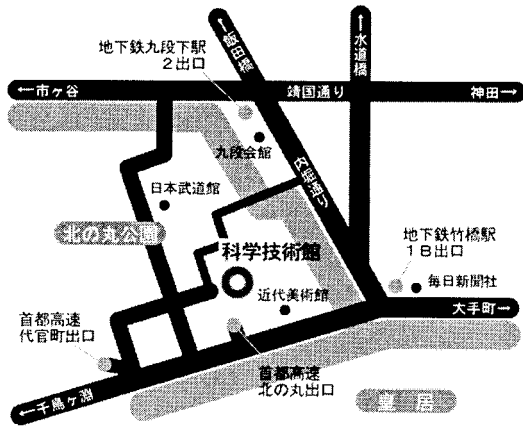 地下鉄九段下駅
2出口
↑飯田橋
↑水道橋
←市ヶ谷
靖国通り
神田→
九段会館
内堀通り
日本武道館
北の丸公園
科学技術館
地下鉄竹橋駅
1B出口
毎日新聞社
近代美術館
大手町→
首都高速
代官町出口
首都高速
北の丸出口
皇居
←千鳥ヶ淵